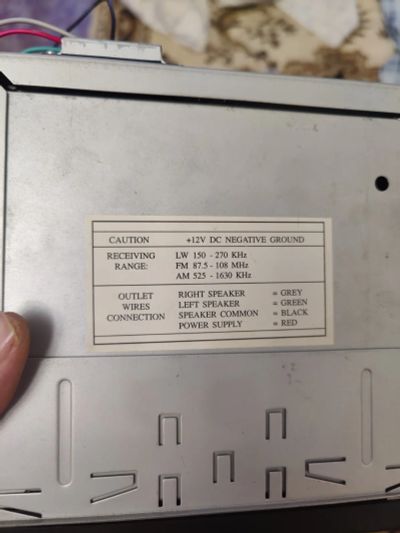 CAUTION +12V DC NEGATIVE GROUND
RECEIVING RANGE: LW 150 - 270 KHz
FM 87.5 - 108 MHz
AM 525 - 1630 KHz
OUTLET WIRES CONNECTION RIGHT SPEAKER = GREY
LEFT SPEAKER = GREEN
SPEAKER COMMON = BLACK
POWER SUPPLY = RED